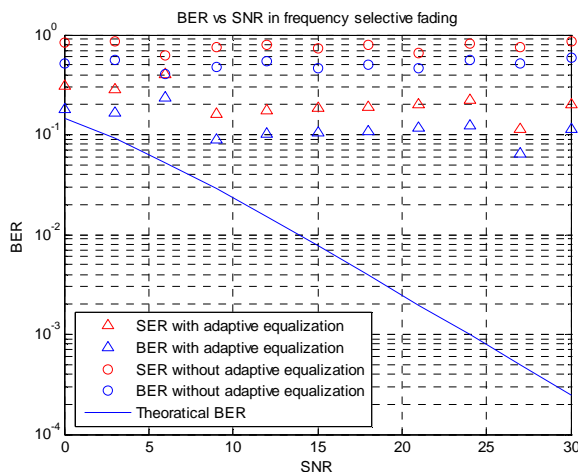 BER vs SNR in frequency selective fading
10^0
10^-1
10^-2
10^-3
10^-4
BER
SER with adaptive equalization
BER with adaptive equalization
SER without adaptive equalization
BER without adaptive equalization
Theoratical BER
0 5 10 15 20 25 30
SNR